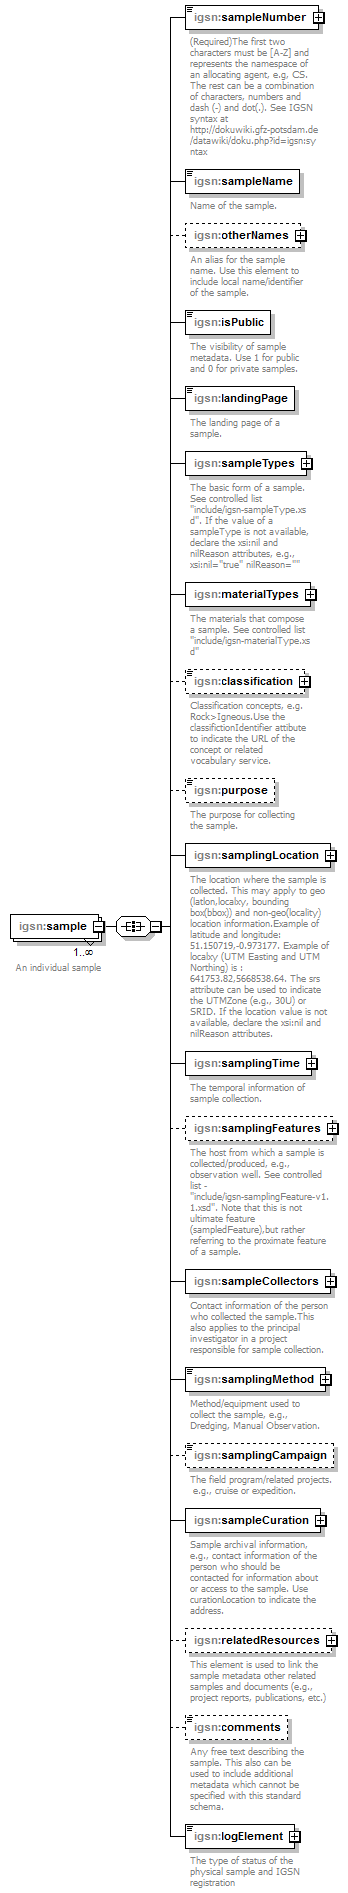 igsn:sampleNumber
(Required)The first two
characters must be [A-Z] and
represents the namespace of
an allocating agent, e.g, CS.
The rest can be a combination
of characters, numbers and
dash (-) and dot(.). See IGSN
syntax at
http://dokuwiki.gfz-potsdam.de
/datawiki/doku.php?id=igsn:sy
ntax
igsn:sampleName
Name of the sample.
igsn:otherNames
An alias for the sample
name. Use this element to
include local name/identifier
of the sample.
igsn:isPublic
The visibility of sample
metadata. Use 1 for public
and 0 for private samples.
igsn:landingPage
The landing page of a
sample.
igsn:sampleTypes
The basic form of a sample.
See controlled list
"include/igsn-sampleType.xs
d". If the value of a
sampleType is not available,
declare the xsi:nil and
nilReason attributes, e.g.,
xsi:nil="true" nilReason=""
igsn:materialTypes
The materials that compose
a sample. See controlled list
"include/igsn-materialType.xs
d"
igsn:classification
Classification concepts, e.g.
Rock>Igneous.Use the
classifictionIdentifier attibute
to indicate the URL of the
concept or related
vocabulary service.
igsn:purpose
The purpose for collecting
the sample.
igsn:samplingLocation
The location where the sample is
collected. This may apply to geo
(latlon,localxy, bounding
box(bbox)) and non-geo(locality)
location information.Example of
latitude and longitude:
51.150719,-0.973177. Example of
localxy (UTM Easting and UTM
Northing) is :
641753.82,5668538.64. The srs
attribute can be used to indicate
the UTMZone (e.g., 30U) or
SRID. If the location value is not
available, declare the xsi:nil and
nilReason attributes.
igsn:sample
1..∞
An individual sample
igsn:samplingTime
The temporal information of
sample collection.
igsn:samplingFeatures
The host from which a sample is
collected/produced, e.g.,
observation well. See controlled
list -
"include/igsn-samplingFeature-v1.
1.xsd". Note that this is not
ultimate feature
(sampledFeature),but rather
referring to the proximate feature
of a sample.
igsn:sampleCollectors
Contact information of the person
who collected the sample.This
also applies to the principal
investigator in a project
responsible for sample collection.
igsn:samplingMethod
Method/equipment used to
collect the sample, e.g.,
Dredging, Manual Observation.
igsn:samplingCampaign
The field program/related projects.
e.g., cruise or expedition.
igsn:sampleCuration
Sample archival information,
e.g., contact information of the
person who should be
contacted for information about
or access to the sample. Use
curationLocation to indicate the
address.
igsn:relatedResources
This element is used to link the
sample metadata other related
samples and documents (e.g.,
project reports, publications, etc.)
igsn:comments
Any free text describing the
sample. This also can be
used to include additional
metadata which cannot be
specified with this standard
schema.
igsn:logElement
The type of status of the
physical sample and IGSN
registration